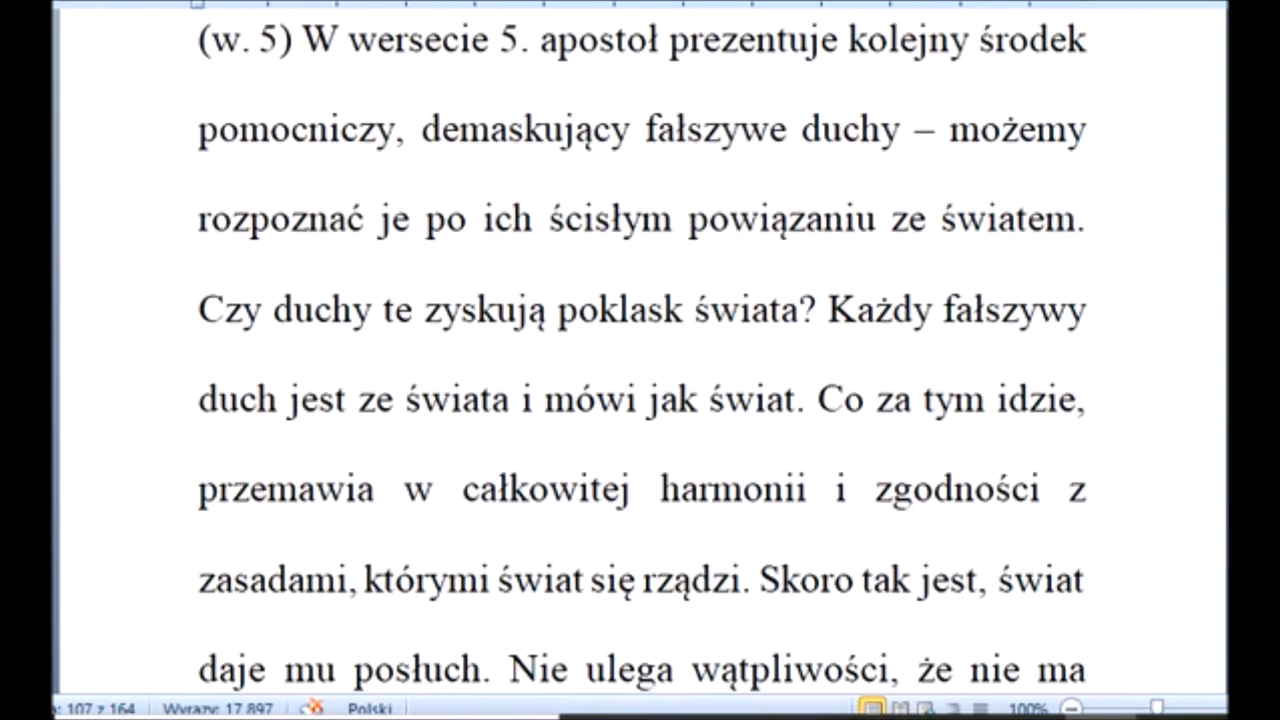 (w. 5) W wersecie 5. apostoł prezentuje kolejny środek
pomocniczy, demaskujący fałszywe duchy – możemy
rozpoznać je po ich ścisłym powiązaniu ze światem.
Czy duchy te zyskują poklask świata? Każdy fałszywy
duch jest ze świata i mówi jak świat. Co za tym idzie,
przemawia w całkowitej harmonii i zgodności z
zasadami, którymi świat się rządzi. Skoro tak jest, świat
daje mu posłuch. Nie ulega wątpliwości, że nie ma
107 z 164 Wyrazy: 17 897 Polski 100%